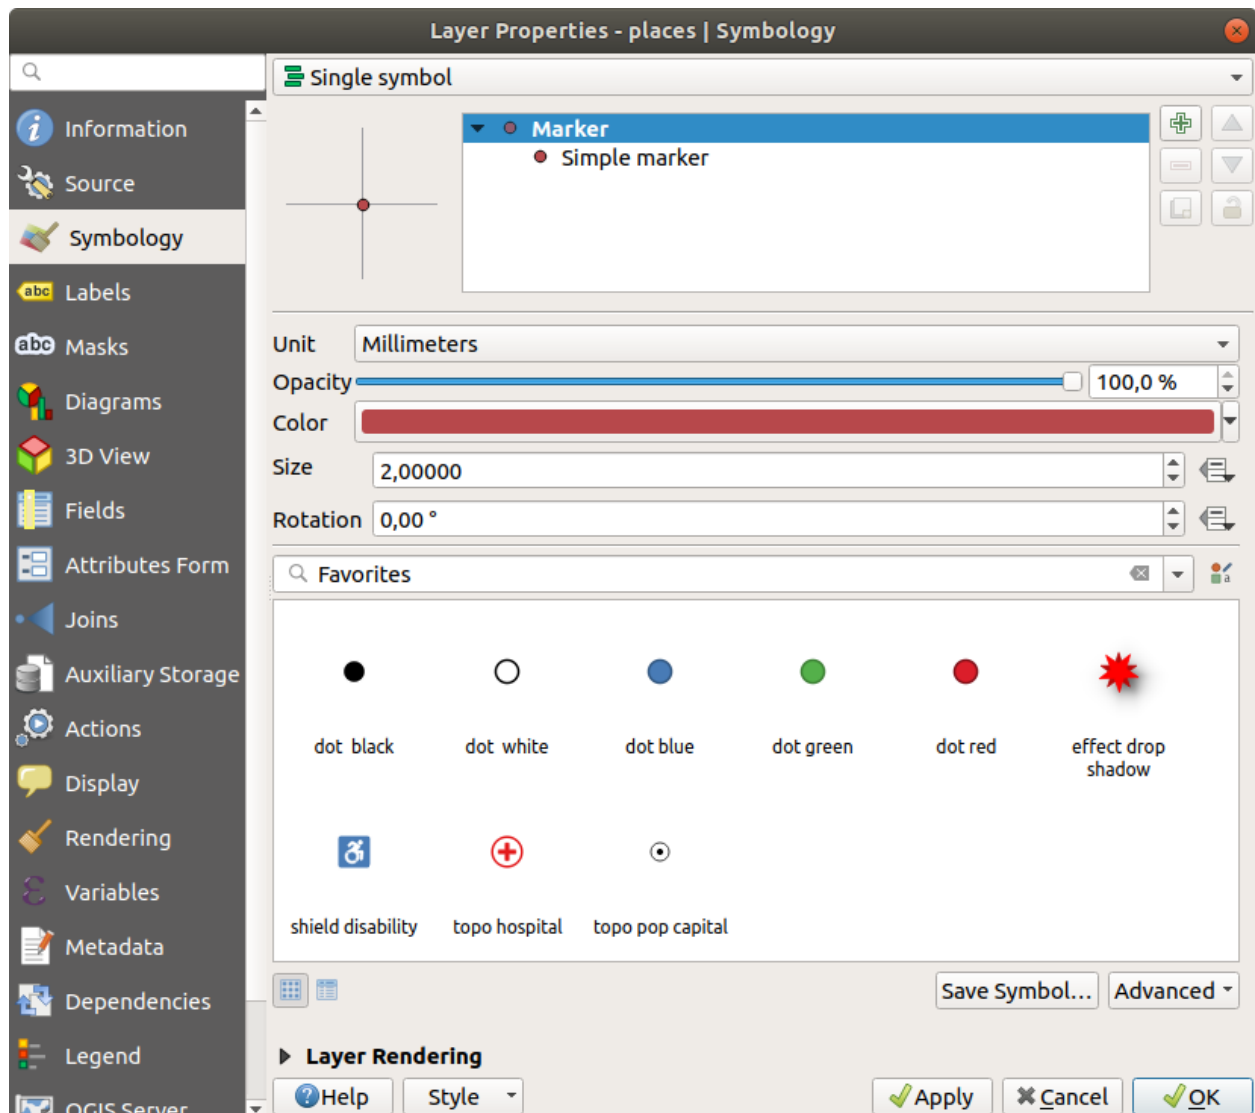 Layer Properties - places | Symbology
Single symbol
Information
Source
Symbology
Labels
Masks
Diagrams
3D View
Fields
Attributes Form
Joins
Auxiliary Storage
Actions
Display
Rendering
Variables
Metadata
Dependencies
Legend
QGIS Server
Marker
Simple marker
Unit Millimeters
Opacity 100,0 %
Color
Size 2,00000
Rotation 0,00 °
Favorites
dot black dot white dot blue dot green dot red effect drop
shadow
shield disability topo hospital topo pop capital
Save Symbol... Advanced
Layer Rendering
Help Style Apply Cancel OK